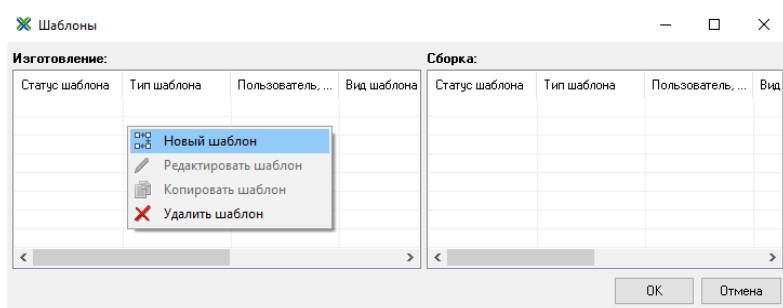 Шаблоны
Изготовление:
Сборка:
Статус шаблона Тип шаблона Пользователь, ... Вид шаблона
Статус шаблона Тип шаблона Пользователь, ... Вид
Новый шаблон
Редактировать шаблон
Копировать шаблон
Удалить шаблон
OK Отмена